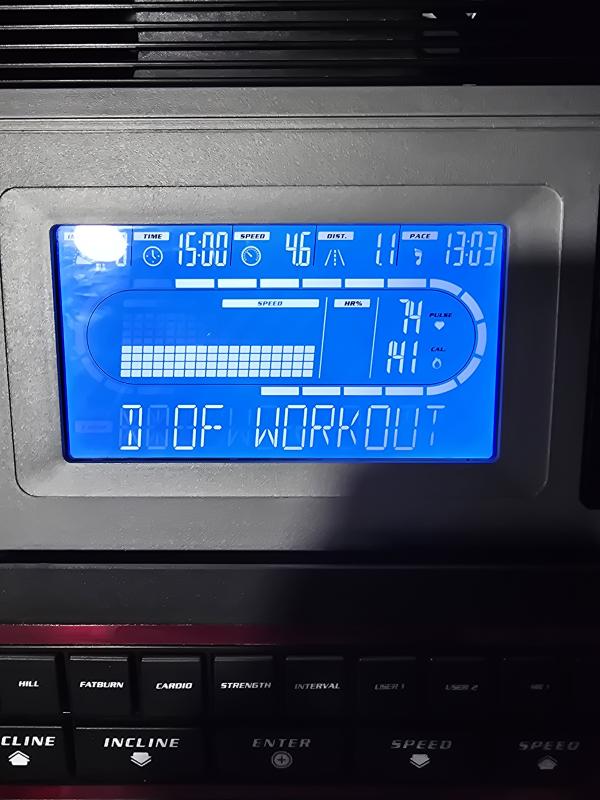 TIME SPEED DIST. PACE
15:00 4.6 1.1 13:03
SPEED HR%
74 PULSE
141 CAL.
D OF WORKOUT
HILL FATBURN CARDIO STRENGTH INTERVAL USER 1 USER 2
CLINE INCLINE ENTER SPEED SPEED